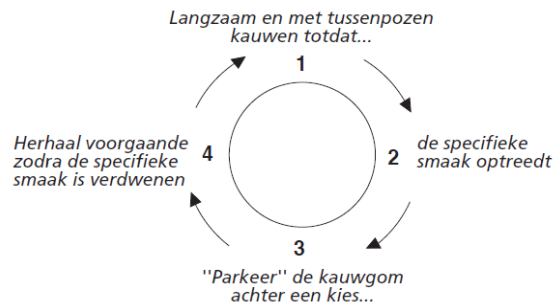 Langzaam en met tussenpozen
kauwen totdat...
1
2
de specifieke
smaak optreedt
3
"Parkeer" de kauwgom
achter een kies...
4
Herhaal voorgaande
zodra de specifieke
smaak is verdwenen